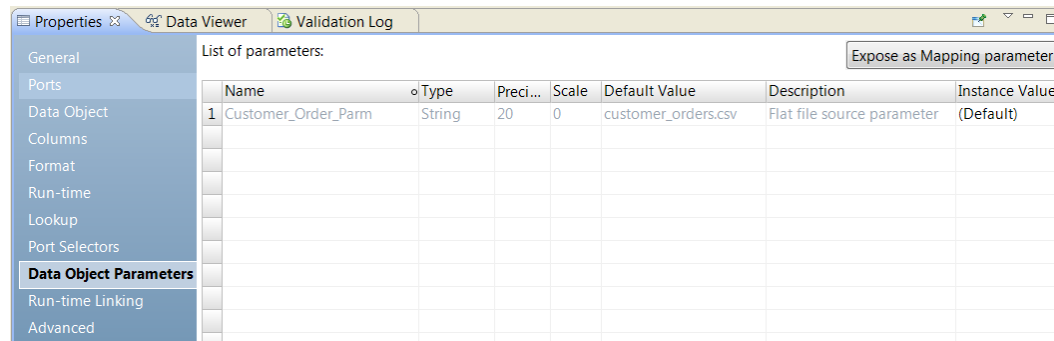 Properties Data Viewer Validation Log
General
Ports
Data Object
Columns
Format
Run-time
Lookup
Port Selectors
Data Object Parameters
Run-time Linking
Advanced
List of parameters:
Expose as Mapping parameter
Name Type Preci... Scale Default Value Description Instance Value
1 Customer_Order_Parm String 20 0 customer_orders.csv Flat file source parameter (Default)